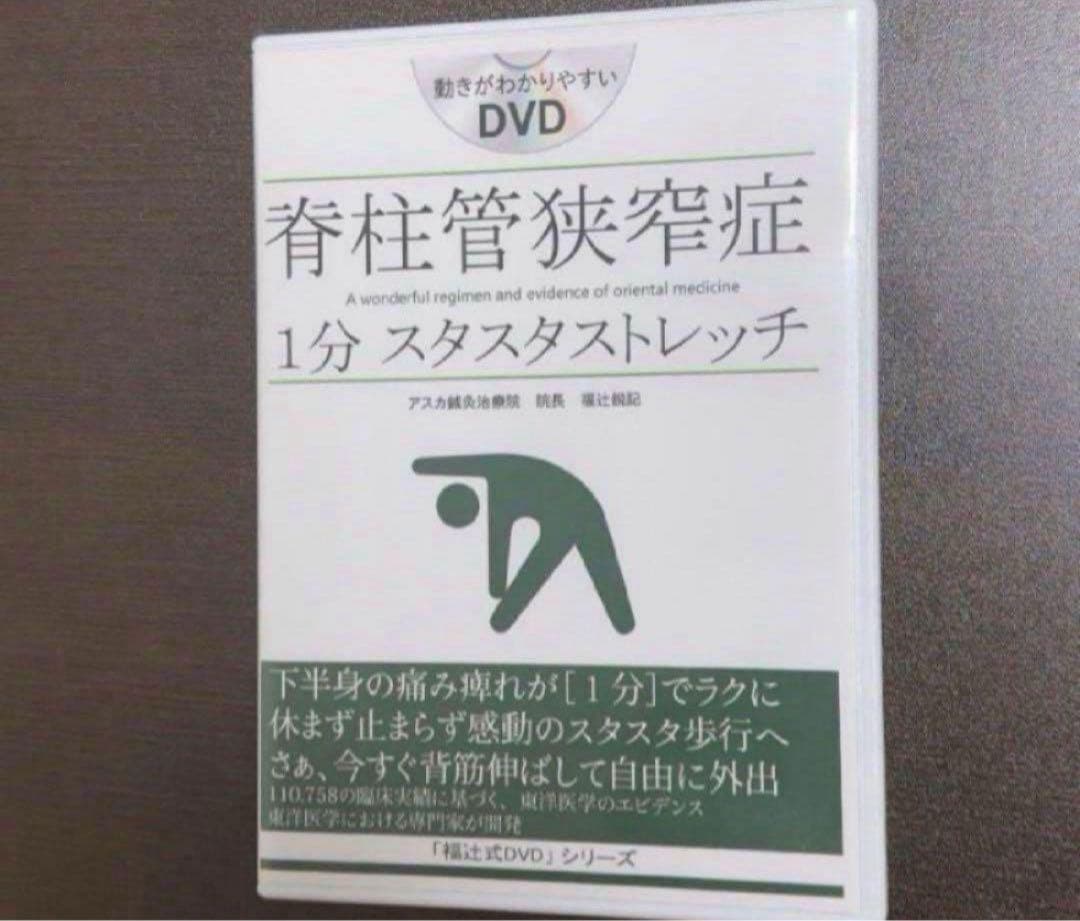 動きがわかりやすい
DVD
脊柱管狭窄症
A wonderful regimen and evidence of oriental medicine
1分 スタスタストレッチ
アスカ鍼灸治療院 院長 福辻鋭記
下半身の痛み痺れが[1分]でラクに
休まず止まらず感動のスタスタ歩行へ
さぁ、今すぐ背筋伸ばして自由に外出
110.758の臨床実績に基づく、東洋医学のエビデンス
東洋医学における専門家が開発
「福辻式DVD」シリーズ